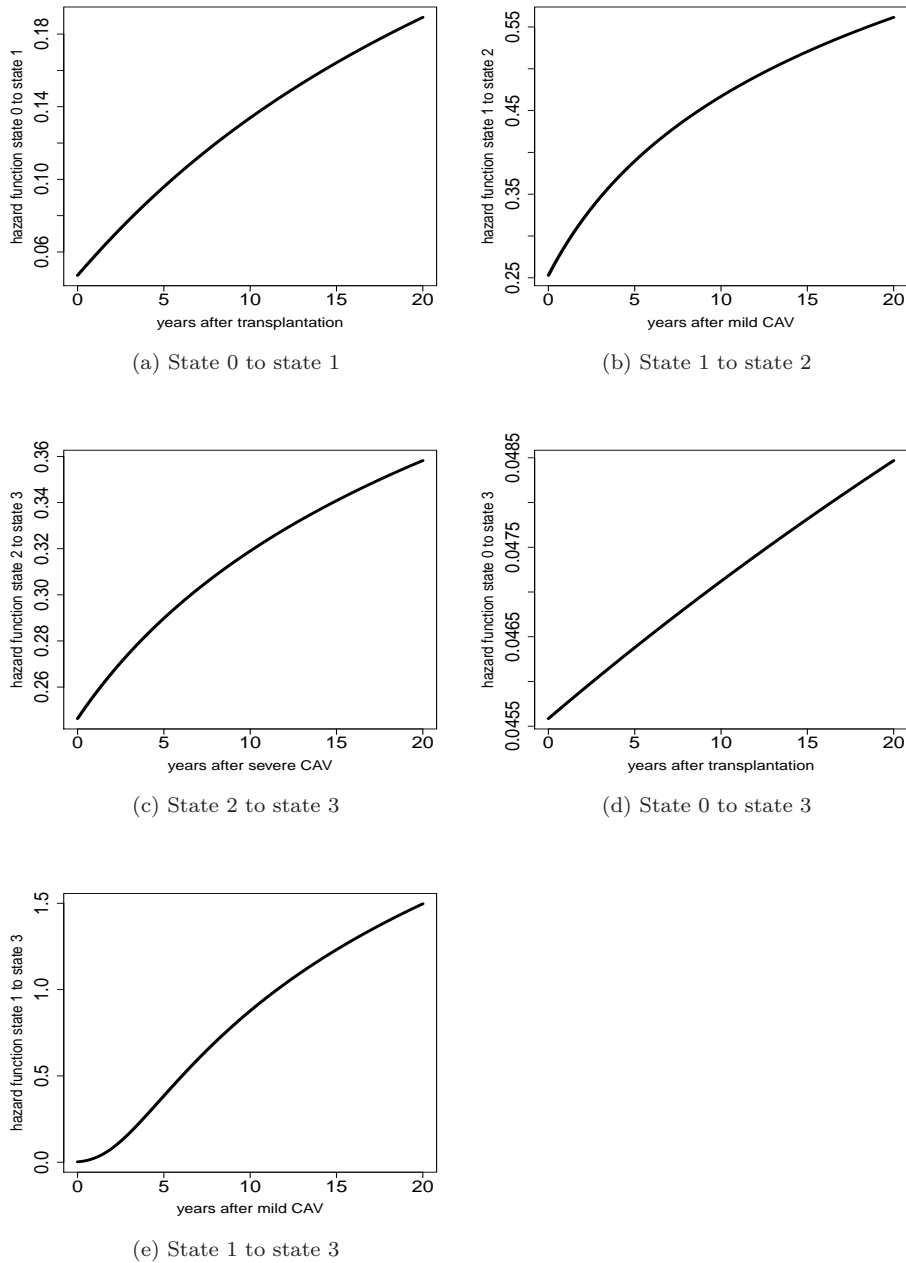 hazard function state 0 to state 1
0.18
0.14
0.10
0.06
0 5 10 15 20
years after transplantation
(a) State 0 to state 1
hazard function state 1 to state 2
0.55
0.45
0.35
0.25
0 5 10 15 20
years after mild CAV
(b) State 1 to state 2
hazard function state 2 to state 3
0.36
0.34
0.32
0.30
0.28
0.26
0 5 10 15 20
years after severe CAV
(c) State 2 to state 3
hazard function state 0 to state 3
0.0485
0.0475
0.0465
0.0455
0 5 10 15 20
years after transplantation
(d) State 0 to state 3
hazard function state 1 to state 3
1.5
1.0
0.5
0.0
0 5 10 15 20
years after mild CAV
(e) State 1 to state 3